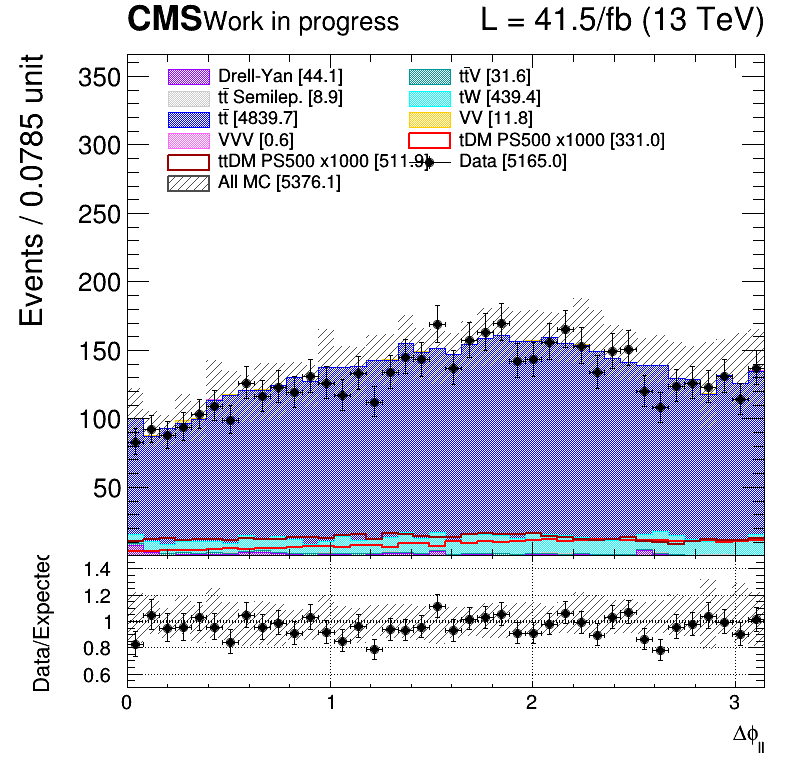 CMS Work in progress L = 41.5/fb (13 TeV)
Events / 0.0785 unit
350
300
250
200
150
100
50
Drell-Yan [44.1]
tt̄V [31.6]
tt̄ Semilep. [8.9]
tW [439.4]
tt̄ [4839.7]
VV [11.8]
VVV [0.6]
tDM PS500 x1000 [331.0]
ttDM PS500 x1000 [511.9]
Data [5165.0]
All MC [5376.1]
Data/Expected
1.4
1.2
1
0.8
0.6
0 1 2 3
Δϕll